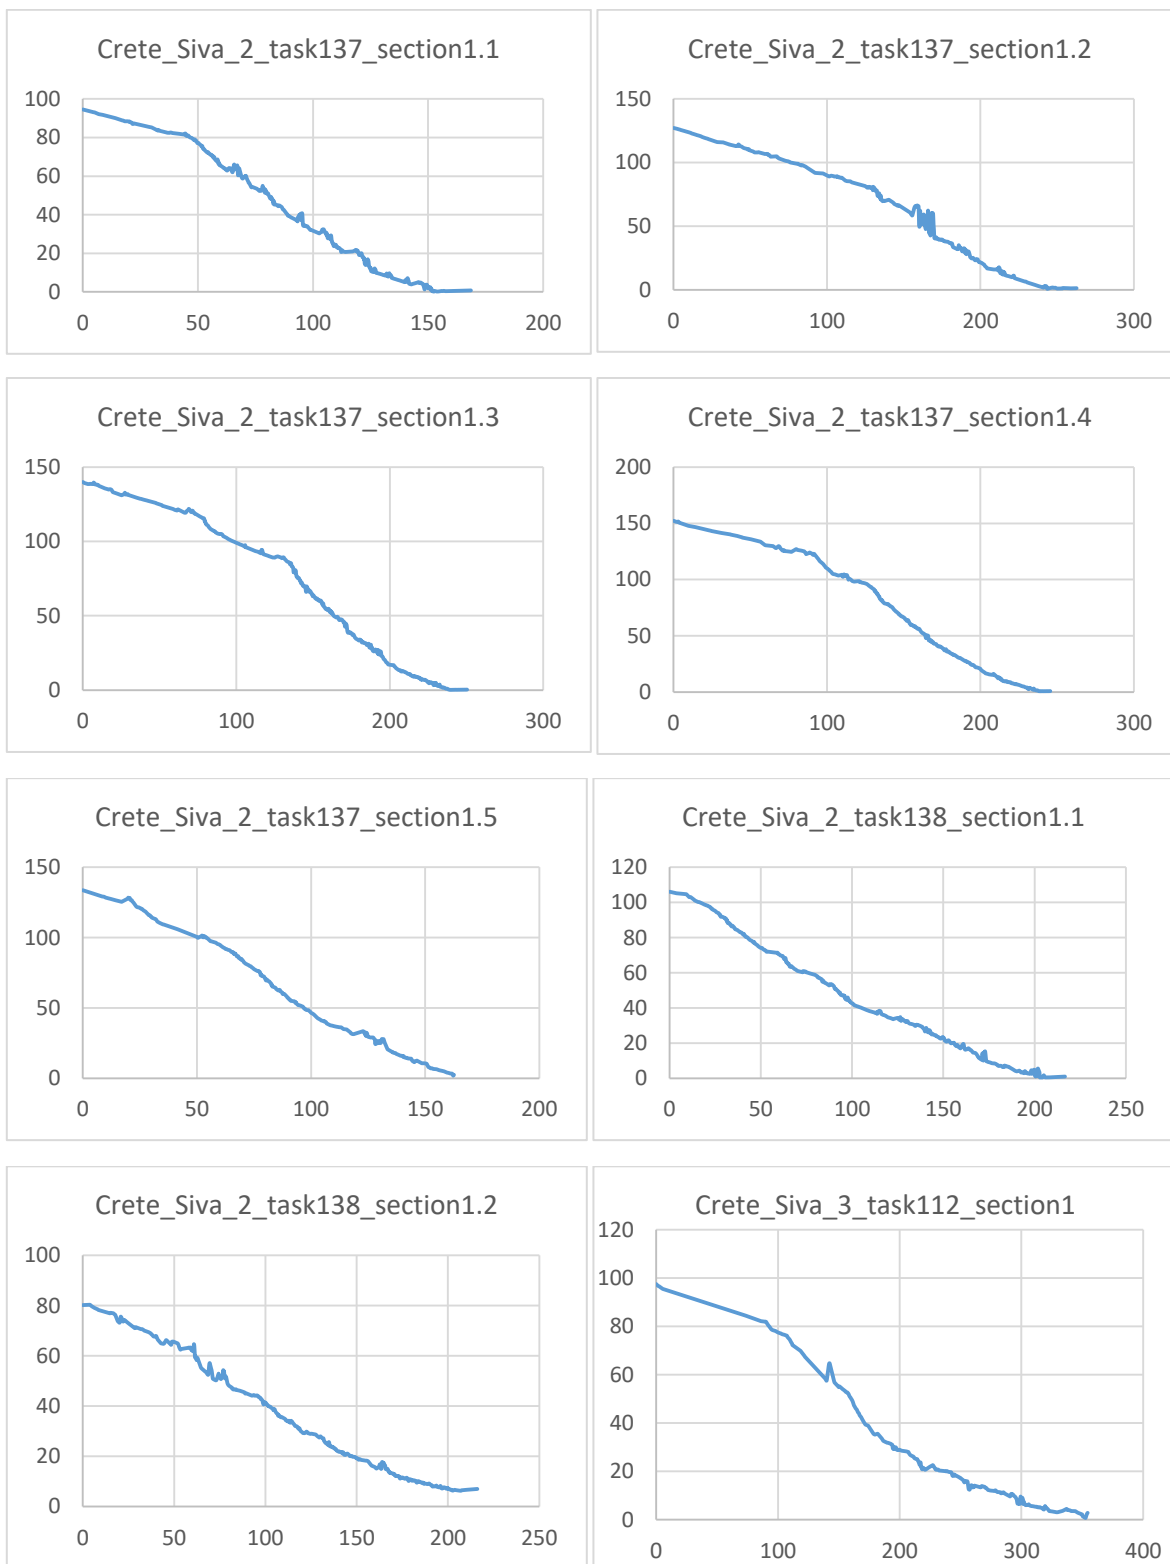 Crete_Siva_2_task137_section1.1
100
80
60
40
20
0
0 50 100 150 200
Crete_Siva_2_task137_section1.2
150
100
50
0
0 100 200 300
Crete_Siva_2_task137_section1.3
150
100
50
0
0 100 200 300
Crete_Siva_2_task137_section1.4
200
150
100
50
0
0 100 200 300
Crete_Siva_2_task137_section1.5
150
100
50
0
0 50 100 150 200
Crete_Siva_2_task138_section1.1
120
100
80
60
40
20
0
0 50 100 150 200 250
Crete_Siva_2_task138_section1.2
100
80
60
40
20
0
0 50 100 150 200 250
Crete_Siva_3_task112_section1
120
100
80
60
40
20
0
0 100 200 300 400